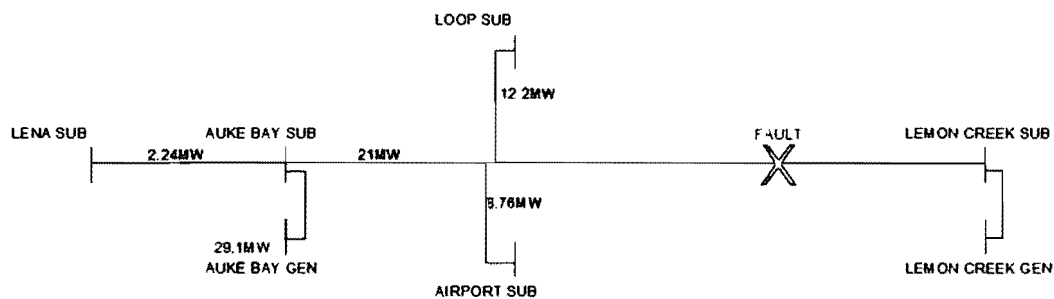 LOOP SUB
12.2MW
LENA SUB
AUKE BAY SUB
FAULT
LEMON CREEK SUB
2.24MW
21MW
8.76MW
29.1MW
AUKE BAY GEN
LEMON CREEK GEN
AIRPORT SUB